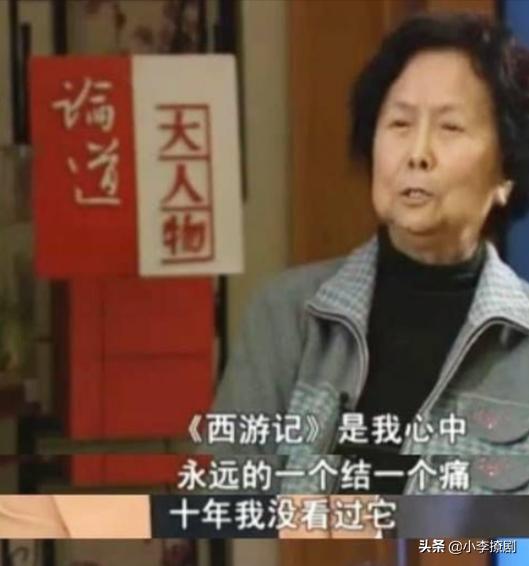 论道
大人物
《西游记》是我心中
永远的一个结一个痛
十年我没看过它
头条 @小李撩剧